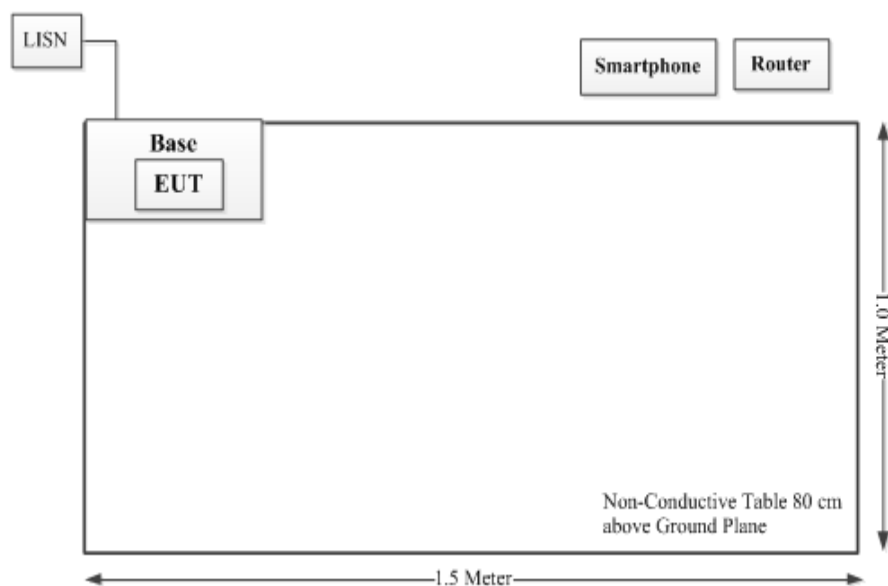 LISN
Smartphone
Router
Base
EUT
1.0 Meter
Non-Conductive Table 80 cm
above Ground Plane
1.5 Meter